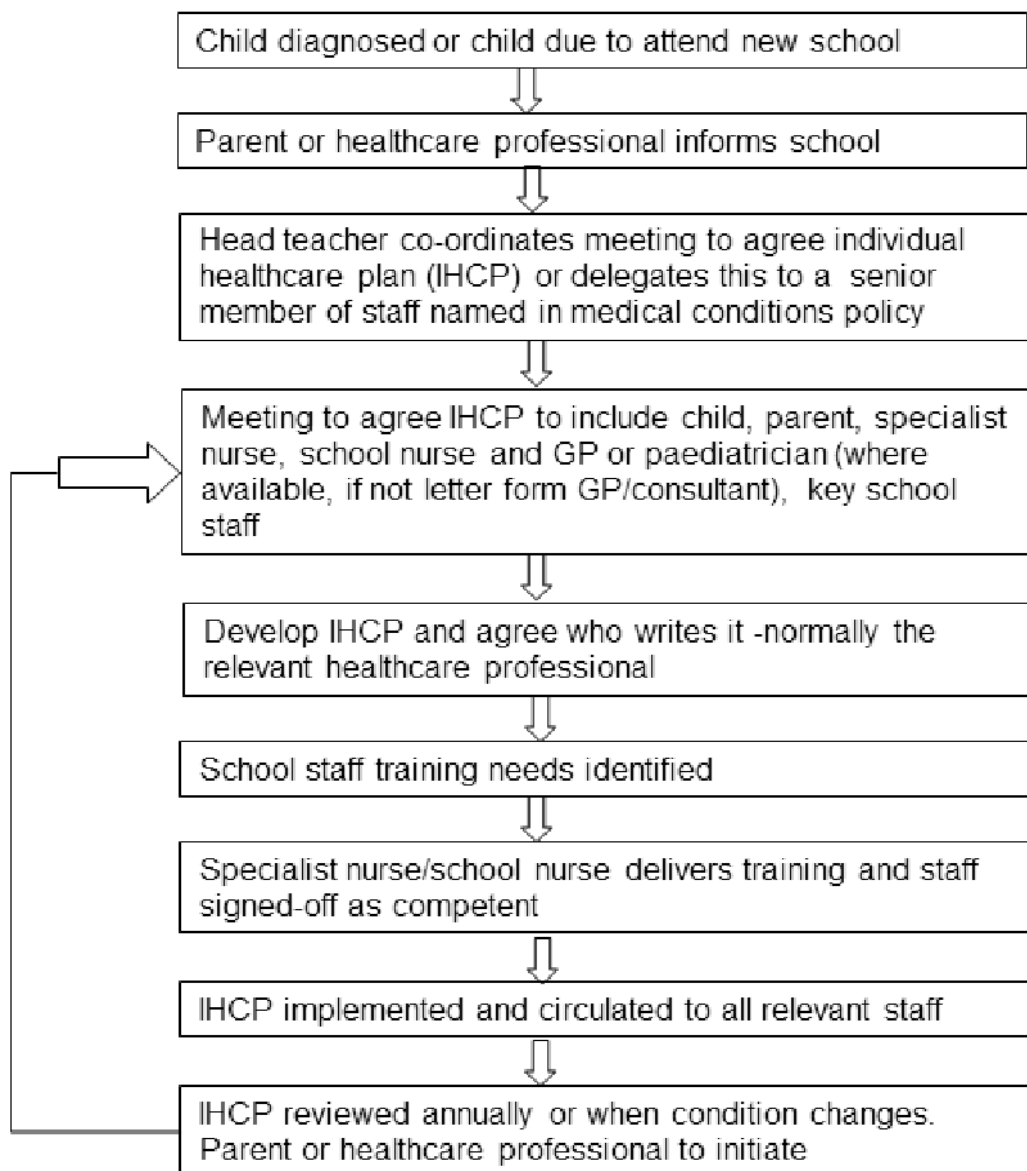 Child diagnosed or child due to attend new school
Parent or healthcare professional informs school
Head teacher co-ordinates meeting to agree individual
healthcare plan (IHCP) or delegates this to a senior
member of staff named in medical conditions policy
Meeting to agree IHCP to include child, parent, specialist
nurse, school nurse and GP or paediatrician (where
available, if not letter form GP/consultant), key school
staff
Develop IHCP and agree who writes it -normally the
relevant healthcare professional
School staff training needs identified
Specialist nurse/school nurse delivers training and staff
signed-off as competent
IHCP implemented and circulated to all relevant staff
IHCP reviewed annually or when condition changes.
Parent or healthcare professional to initiate